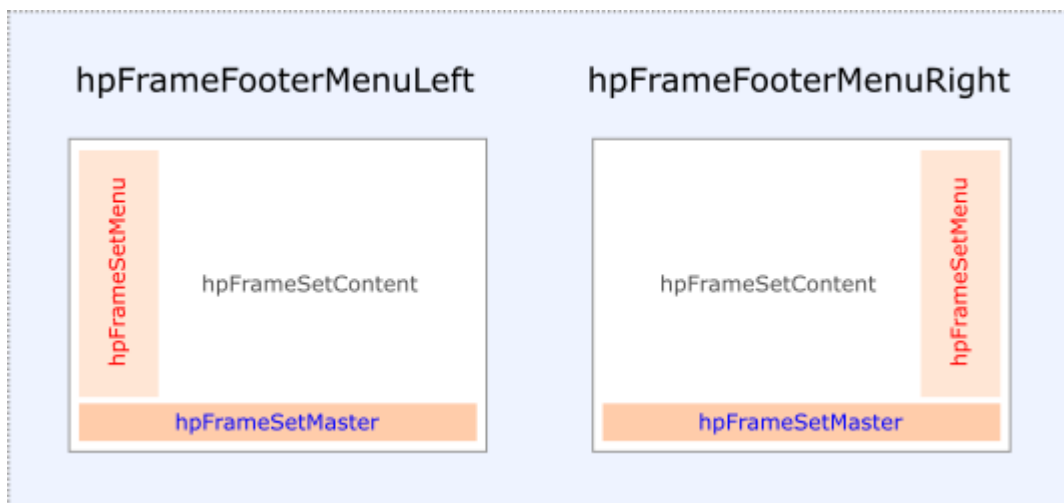 hpFrameFooterMenuLeft
hpFrameSetMenu
hpFrameSetContent
hpFrameSetMaster
hpFrameFooterMenuRight
hpFrameSetContent
hpFrameSetMenu
hpFrameSetMaster